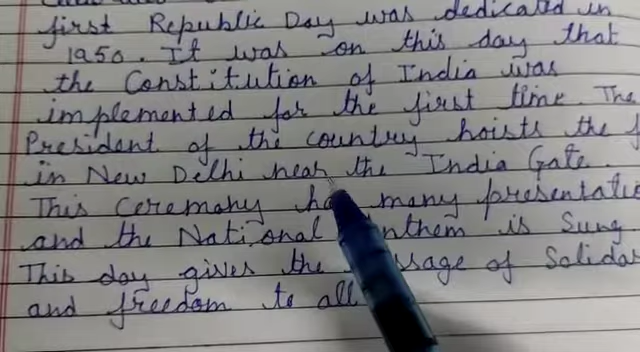 first Republic Day was dedicated in
1950. It was on this day that
the Constitution of India was
implemented for the first time. The
President of the country hoists the
in New Delhi near the India Gate.
This Ceremony many
and the National nthem is Sung
This day gives the ssage of
and freedom to all